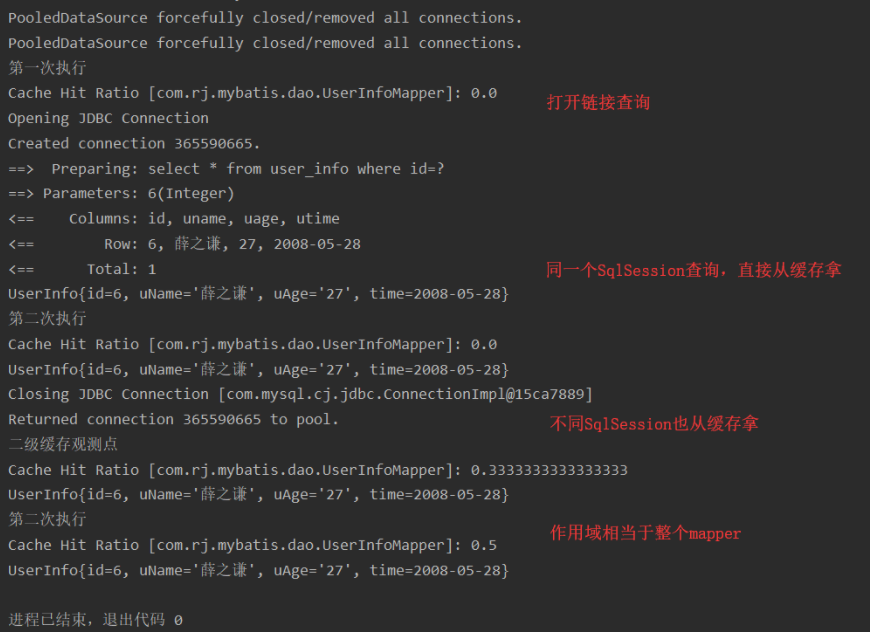 PooledDataSource forcefully closed/removed all connections.
PooledDataSource forcefully closed/removed all connections.
第一次执行
Cache Hit Ratio [com.rj.mybatis.dao.UserInfoMapper]: 0.0
打开链接查询
Opening JDBC Connection
Created connection 365590665.
==>  Preparing: select * from user_info where id=?
==> Parameters: 6(Integer)
<==    Columns: id, uname, uage, utime
<==        Row: 6, 薛之谦, 27, 2008-05-28
<==      Total: 1
同一个SqlSession查询，直接从缓存拿
UserInfo{id=6, uName='薛之谦', uAge='27', time=2008-05-28}
第二次执行
Cache Hit Ratio [com.rj.mybatis.dao.UserInfoMapper]: 0.0
UserInfo{id=6, uName='薛之谦', uAge='27', time=2008-05-28}
Closing JDBC Connection [com.mysql.cj.jdbc.ConnectionImpl@15ca7889]
Returned connection 365590665 to pool.
不同SqlSession也从缓存拿
二级缓存观测点
Cache Hit Ratio [com.rj.mybatis.dao.UserInfoMapper]: 0.3333333333333333
UserInfo{id=6, uName='薛之谦', uAge='27', time=2008-05-28}
第二次执行
作用域相当于整个mapper
Cache Hit Ratio [com.rj.mybatis.dao.UserInfoMapper]: 0.5
UserInfo{id=6, uName='薛之谦', uAge='27', time=2008-05-28}
进程已结束，退出代码 0